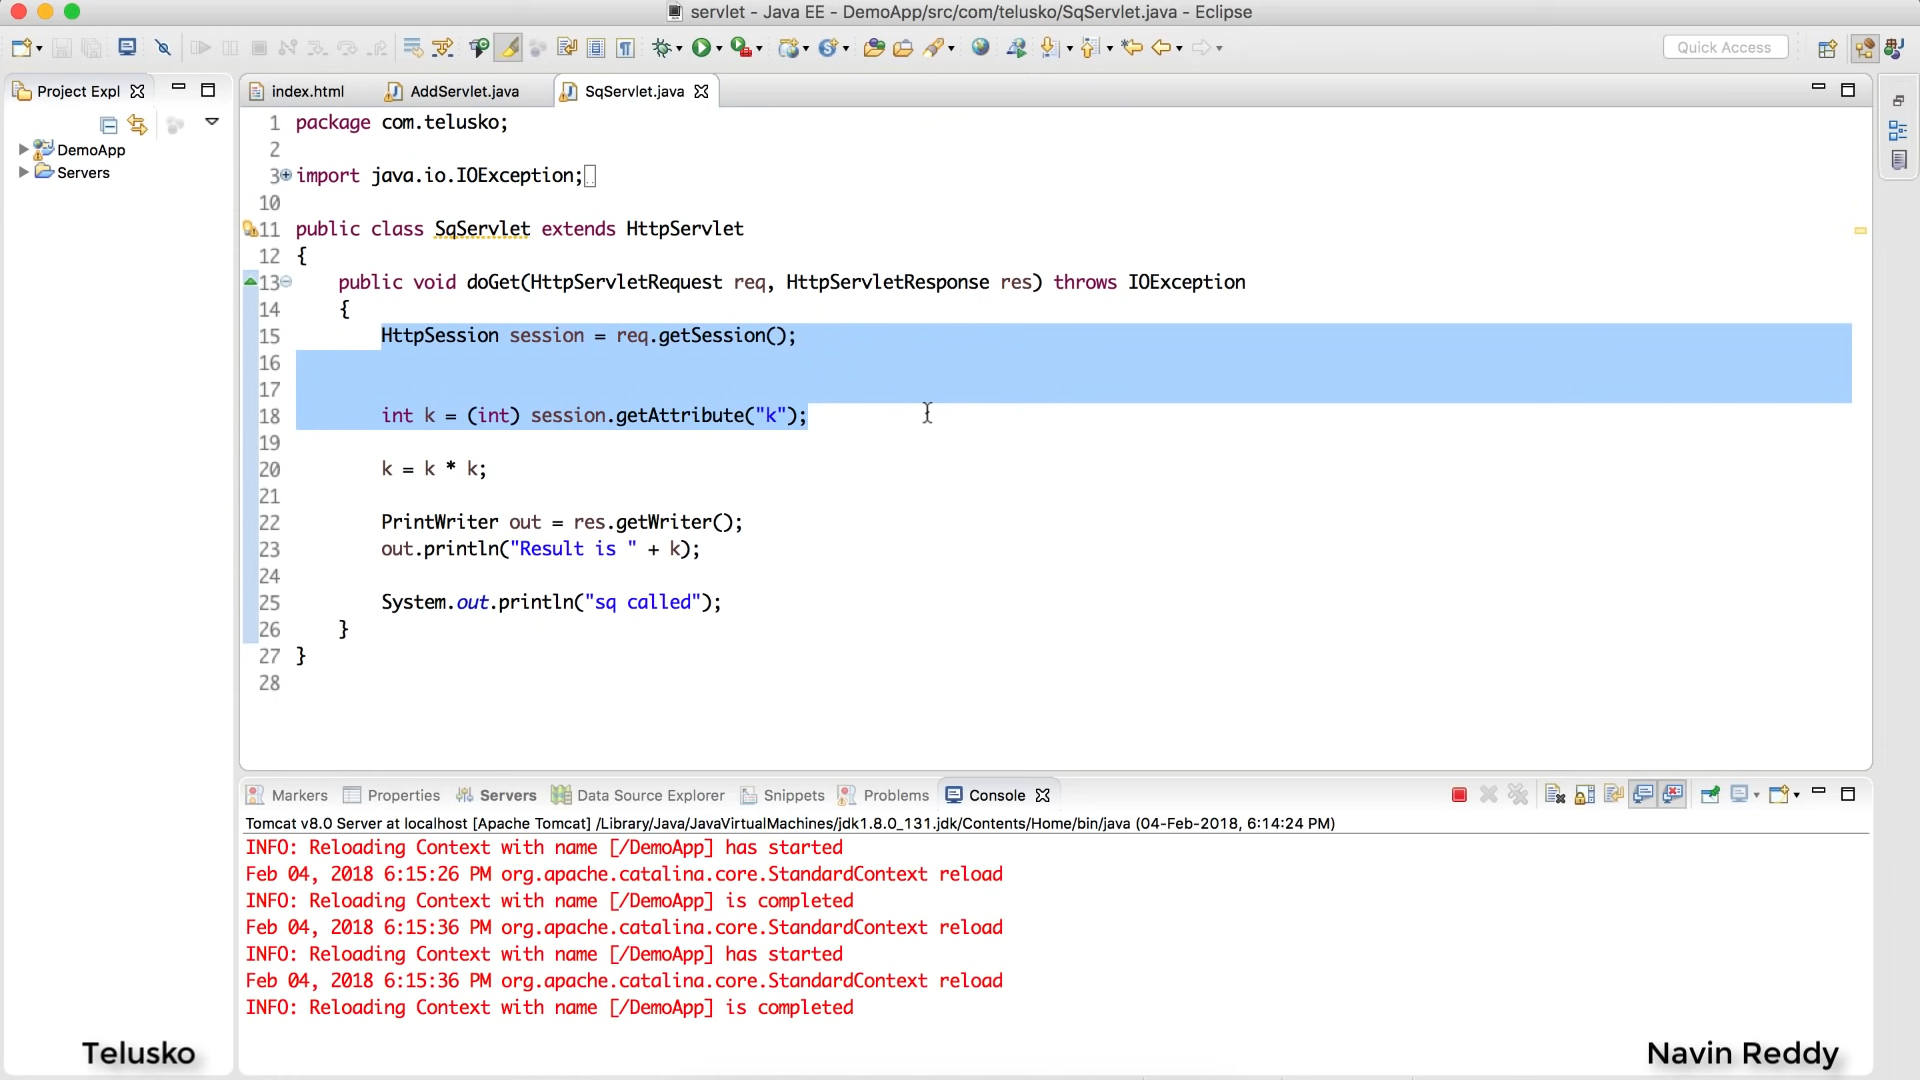 servlet - Java EE - DemoApp/src/com/telusko/SqServlet.java - Eclipse
Quick Access
Project Expl
index.html
AddServlet.java
SqServlet.java
DemoApp
Servers
1 package com.telusko;
2
3 import java.io.IOException;
10
11 public class SqServlet extends HttpServlet
12 {
13 public void doGet(HttpServletRequest req, HttpServletResponse res) throws IOException
14 {
15 HttpSession session = req.getSession();
16
17
18 int k = (int) session.getAttribute("k");
19
20 k = k * k;
21
22 PrintWriter out = res.getWriter();
23 out.println("Result is " + k);
24
25 System.out.println("sq called");
26 }
27 }
28
Markers Properties Servers Data Source Explorer Snippets Problems Console
Tomcat v8.0 Server at localhost [Apache Tomcat] /Library/Java/JavaVirtualMachines/jdk1.8.0_131.jdk/Contents/Home/bin/java (04-Feb-2018, 6:14:24 PM)
INFO: Reloading Context with name [/DemoApp] has started
Feb 04, 2018 6:15:26 PM org.apache.catalina.core.StandardContext reload
INFO: Reloading Context with name [/DemoApp] is completed
Feb 04, 2018 6:15:36 PM org.apache.catalina.core.StandardContext reload
INFO: Reloading Context with name [/DemoApp] has started
Feb 04, 2018 6:15:36 PM org.apache.catalina.core.StandardContext reload
INFO: Reloading Context with name [/DemoApp] is completed
Telusko
Navin Reddy